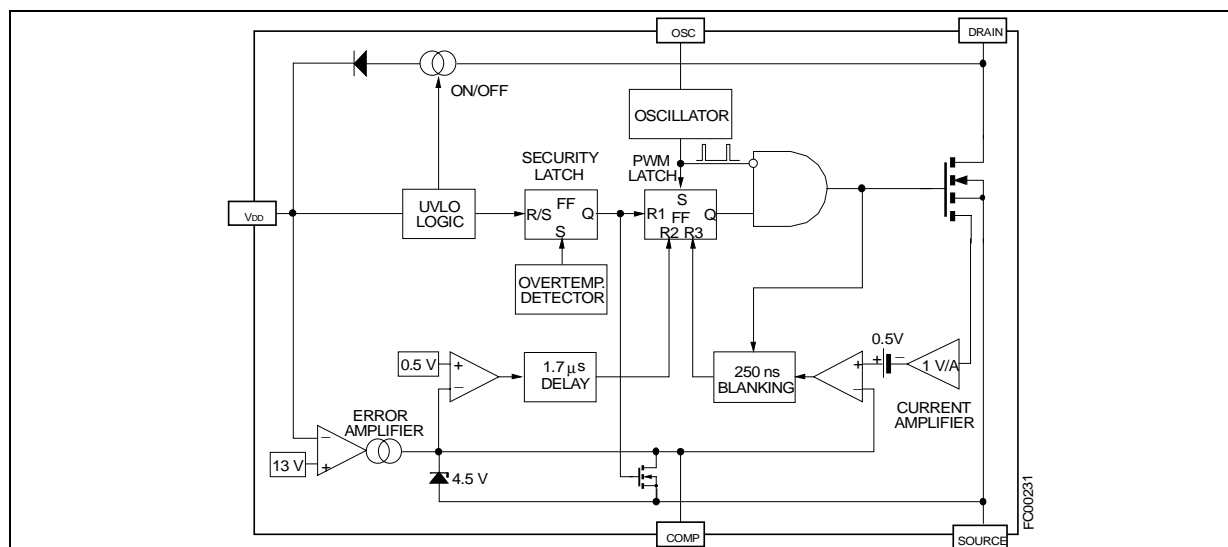 OSC
DRAIN
ON/OFF
OSCILLATOR
SECURITY
LATCH
PWM
LATCH
VDD
UVLO
LOGIC
R/S
FF
Q
S
S
R1
FF
Q
R2 R3
OVERTEMP.
DETECTOR
0.5 V
+
−
1.7 μs
DELAY
250 ns
BLANKING
+
−
0.5V
+
−
1 V/A
CURRENT
AMPLIFIER
ERROR
AMPLIFIER
−
13 V
+
4.5 V
FC00231
COMP
SOURCE